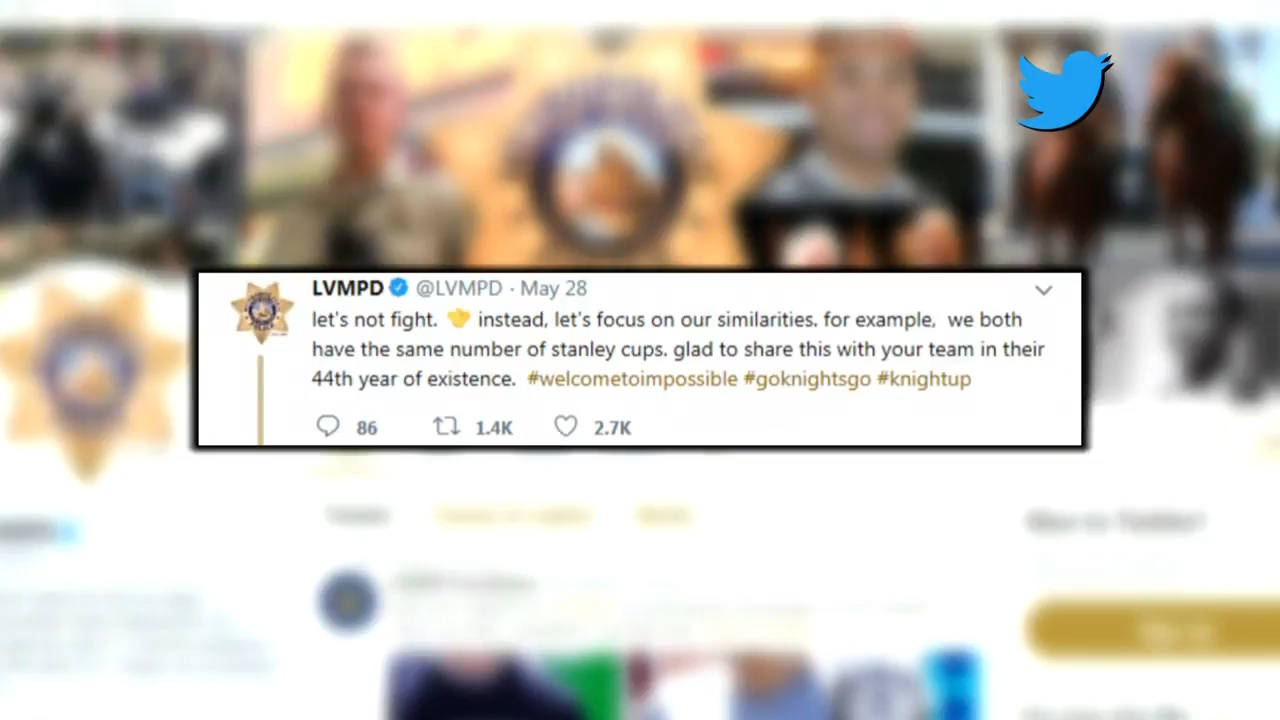 LVMPD @LVMPD · May 28
let's not fight. instead, let's focus on our similarities. for example, we both
have the same number of stanley cups. glad to share this with your team in their
44th year of existence. #welcometoimpossible #goknightsgo #knightup
86 1.4K 2.7K